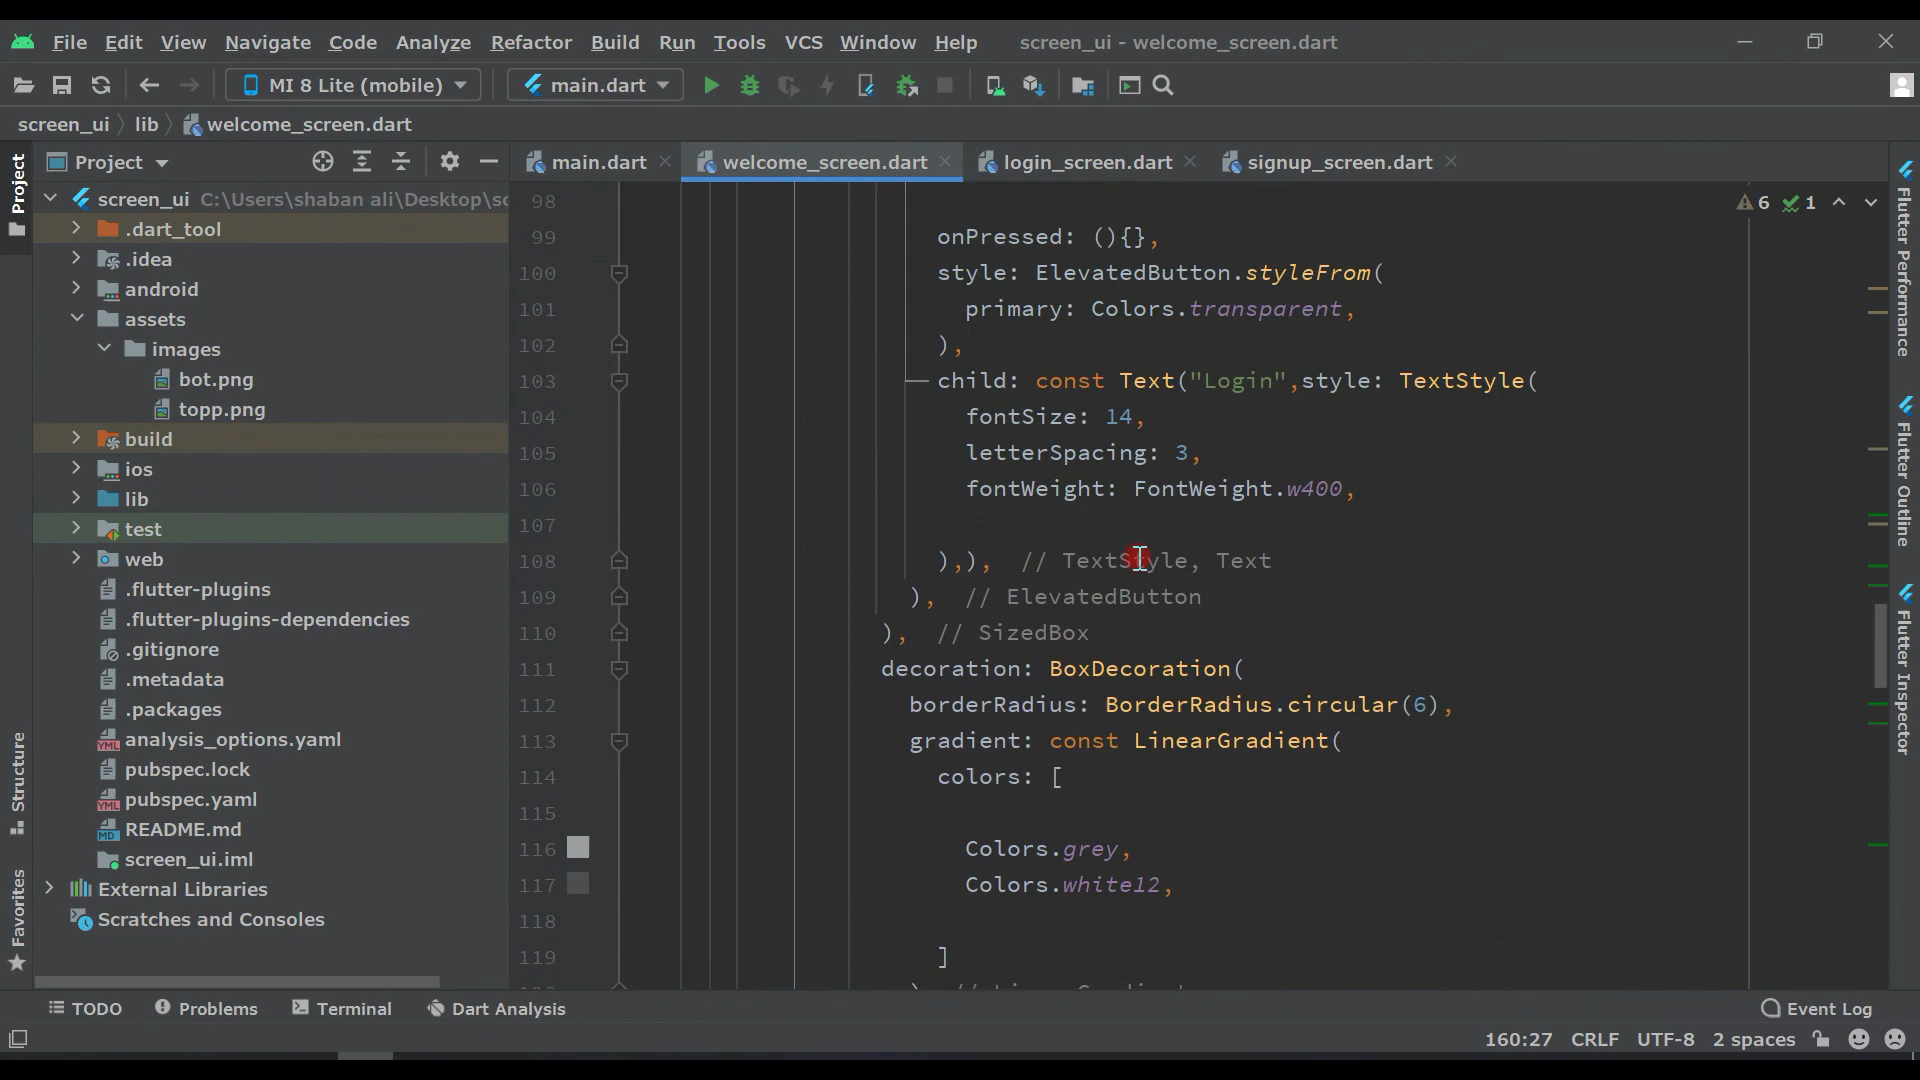 File Edit View Navigate Code Analyze Refactor Build Run Tools VCS Window Help screen_ui - welcome_screen.dart
MI 8 Lite (mobile) main.dart
screen_ui lib welcome_screen.dart
Project
main.dart welcome_screen.dart login_screen.dart signup_screen.dart
Project
screen_ui C:\Users\shaban ali\Desktop\sc
.dart_tool
.idea
android
assets
images
bot.png
topp.png
build
ios
lib
test
web
.flutter-plugins
.flutter-plugins-dependencies
.gitignore
.metadata
.packages
analysis_options.yaml
pubspec.lock
pubspec.yaml
README.md
screen_ui.iml
External Libraries
Scratches and Consoles
Structure
Favorites
6 1
98
99 onPressed: (){},
100 style: ElevatedButton.styleFrom(
101 primary: Colors.transparent,
102 ),
103 child: const Text("Login",style: TextStyle(
104 fontSize: 14,
105 letterSpacing: 3,
106 fontWeight: FontWeight.w400,
107
108 ),), // TextStyle, Text
109 ), // ElevatedButton
110 ), // SizedBox
111 decoration: BoxDecoration(
112 borderRadius: BorderRadius.circular(6),
113 gradient: const LinearGradient(
114 colors: [
115
116 Colors.grey,
117 Colors.white12,
118
119 ]
Flutter Performance
Flutter Outline
Flutter Inspector
TODO Problems Terminal Dart Analysis Event Log
160:27 CRLF UTF-8 2 spaces